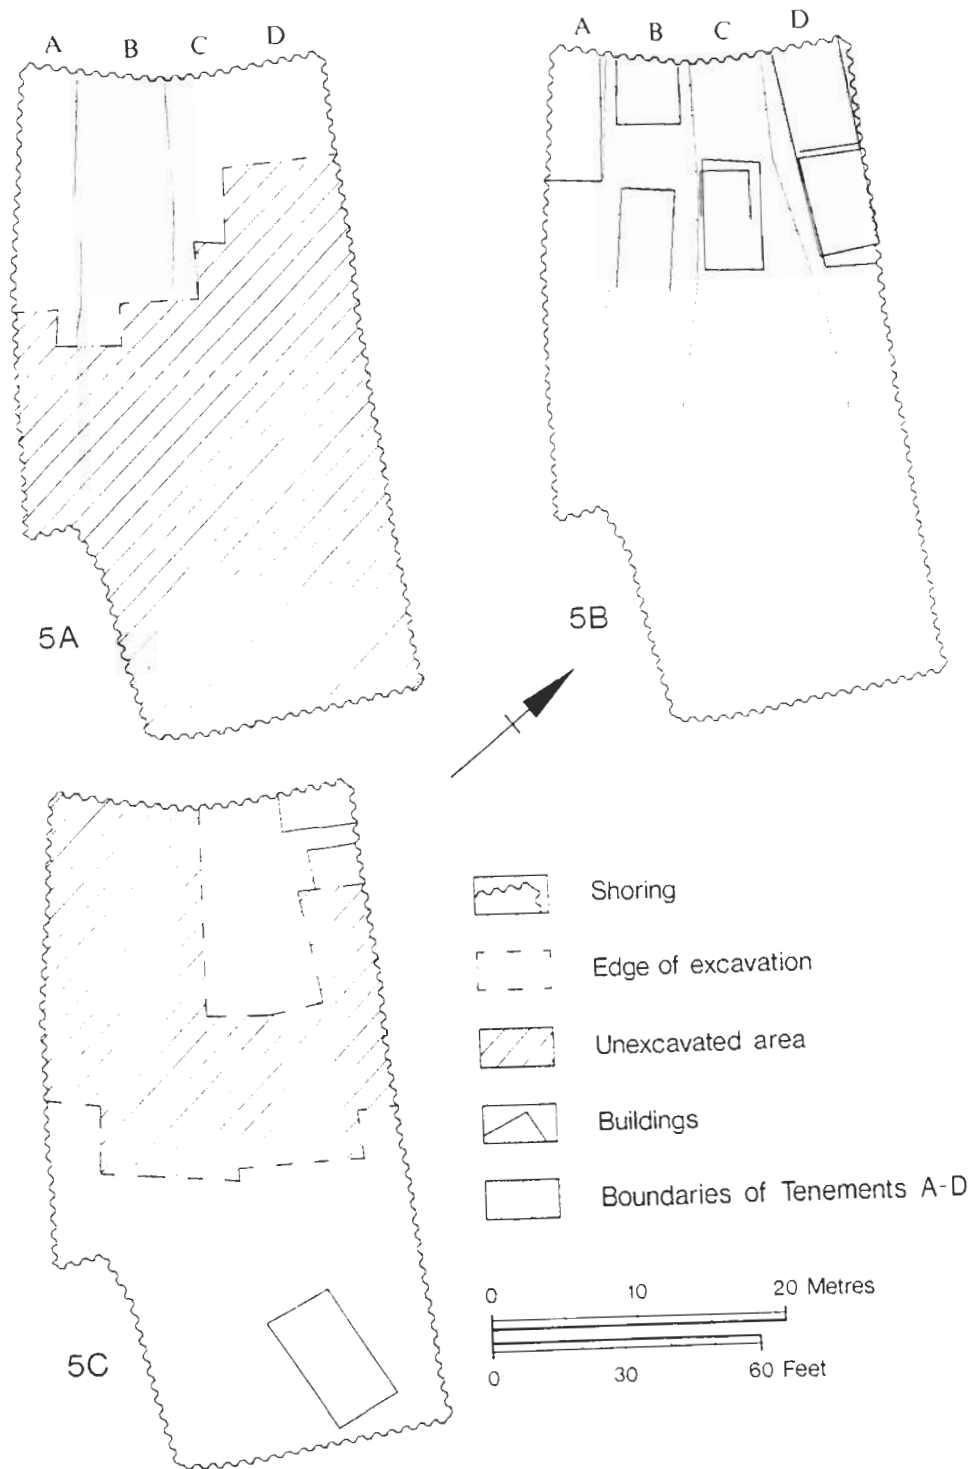 A B C D
A B C D
5A
5B
5C
Shoring
Edge of excavation
Unexcavated area
Buildings
Boundaries of Tenements A-D
0 10 20 Metres
0 30 60 Feet